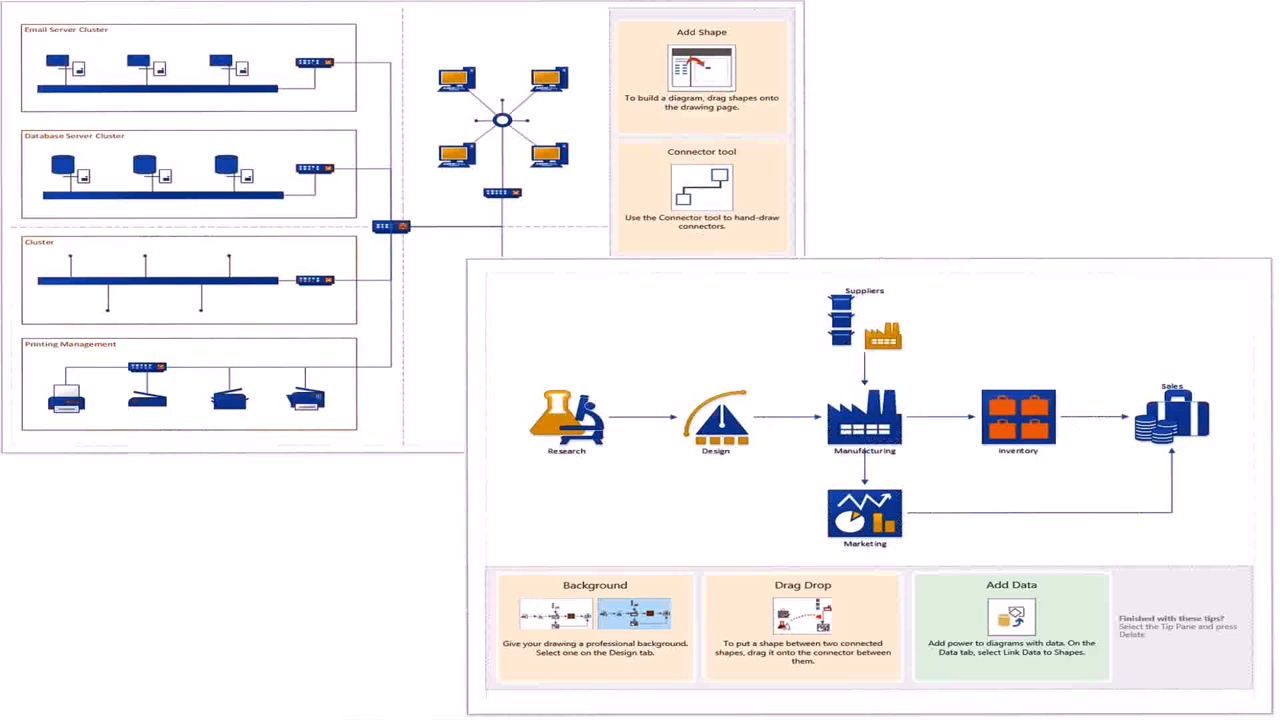 Email Server Cluster
Database Server Cluster
Cluster
Printing Management
Add Shape
To build a diagram, drag shapes onto
the drawing page.
Connector tool
Use the Connector tool to hand-draw
connectors.
Suppliers
Research
Design
Manufacturing
Inventory
Sales
Marketing
Background
Give your drawing a professional background.
Select one on the Design tab.
Drag Drop
To put a shape between two connected
shapes, drag it onto the connector between
them.
Add Data
Add power to diagrams with data. On the
Data tab, select Link Data to Shapes.
Finished with these tips?
Select the Tip Pane and press
Delete